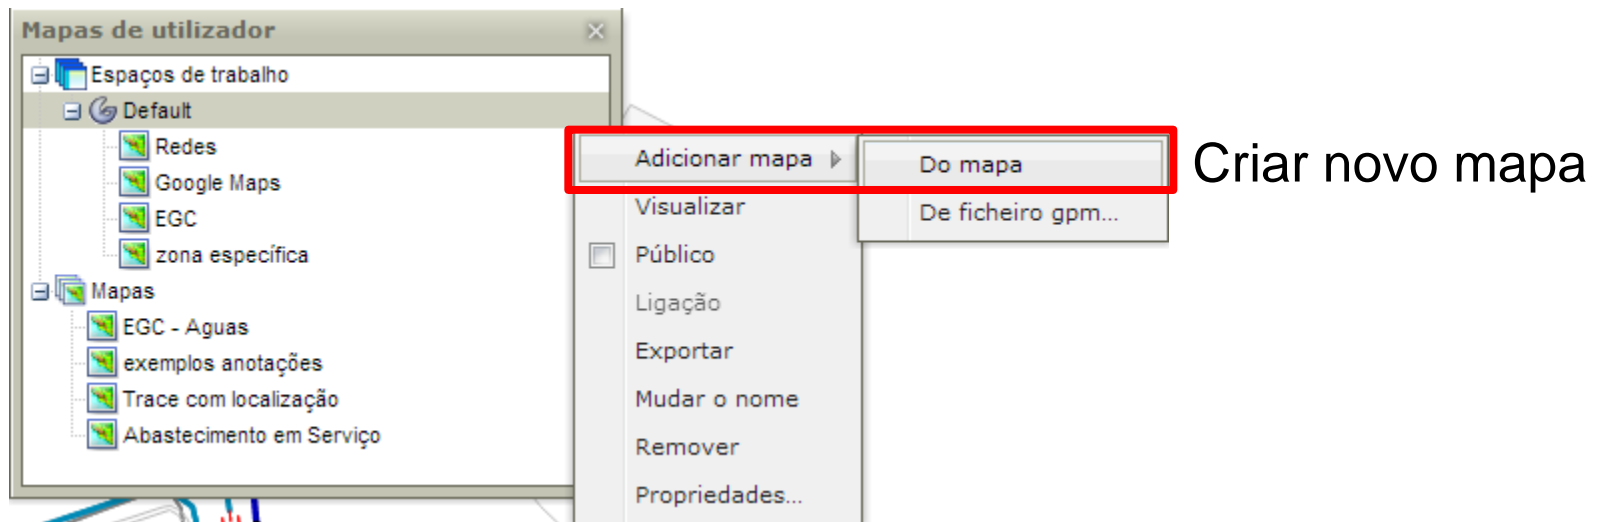 Mapas de utilizador
Espaços de trabalho
Default
Redes
Google Maps
EGC
zona específica
Mapas
EGC - Aguas
exemplos anotações
Trace com localização
Abastecimento em Serviço
Adicionar mapa
Visualizar
Público
Ligação
Exportar
Mudar o nome
Remover
Propriedades...
Do mapa
De ficheiro gpm...
Criar novo mapa